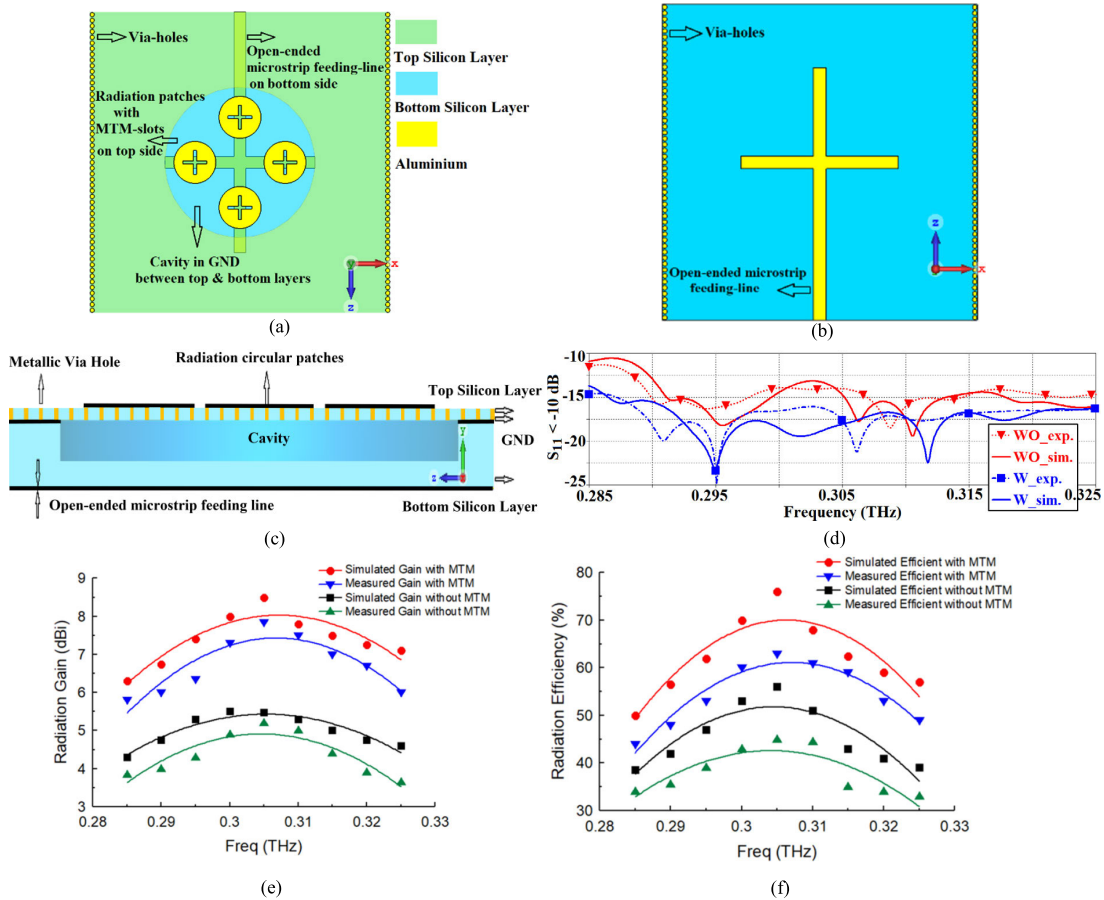 Via-holes
Open-ended
microstrip feeding-line
on bottom side
Radiation patches
with
MTM-slots
on top side
Cavity in GND
between top & bottom layers
x
y
z
Top Silicon Layer
Bottom Silicon Layer
Aluminium
(a)
Via-holes
Open-ended microstrip
feeding-line
z
x
(b)
Metallic Via Hole
Radiation circular patches
Top Silicon Layer
GND
Cavity
y
z
Open-ended microstrip feeding line
Bottom Silicon Layer
(c)
S11 < -10 dB
-10
-15
-20
-25
0.285
0.295
0.305
0.315
0.325
Frequency (THz)
WO_exp.
WO_sim.
W_exp.
W_sim.
(d)
Simulated Gain with MTM
Measured Gain with MTM
Simulated Gain without MTM
Measured Gain without MTM
Radiation Gain (dBi)
9
8
7
6
5
4
3
0.28
0.29
0.3
0.31
0.32
0.33
Freq (THz)
(e)
Simulated Efficient with MTM
Measured Efficient with MTM
Simulated Efficient without MTM
Measured Efficient without MTM
Radiation Efficiency (%)
80
70
60
50
40
30
0.28
0.29
0.3
0.31
0.32
0.33
Freq (THz)
(f)